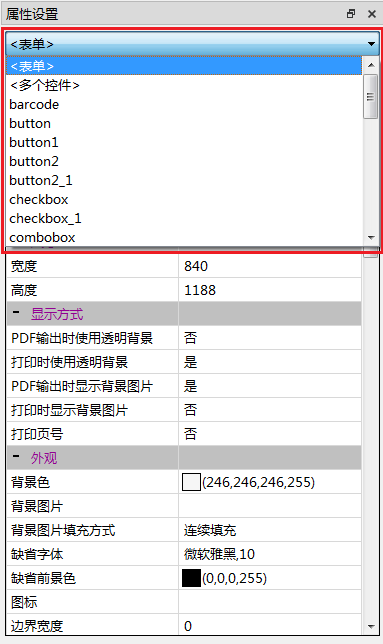 属性设置
<表单>
<表单>
<多个控件>
barcode
button
button1
button2
button2_1
checkbox
checkbox_1
combobox
宽度 840
高度 1188
显示方式
PDF输出时使用透明背景 否
打印时使用透明背景 是
PDF输出时显示背景图片 是
打印时显示背景图片 否
打印页号 否
外观
背景色 (246,246,246,255)
背景图片
背景图片填充方式 连续填充
缺省字体 微软雅黑,10
缺省前景色 (0,0,0,255)
图标
边界宽度 0